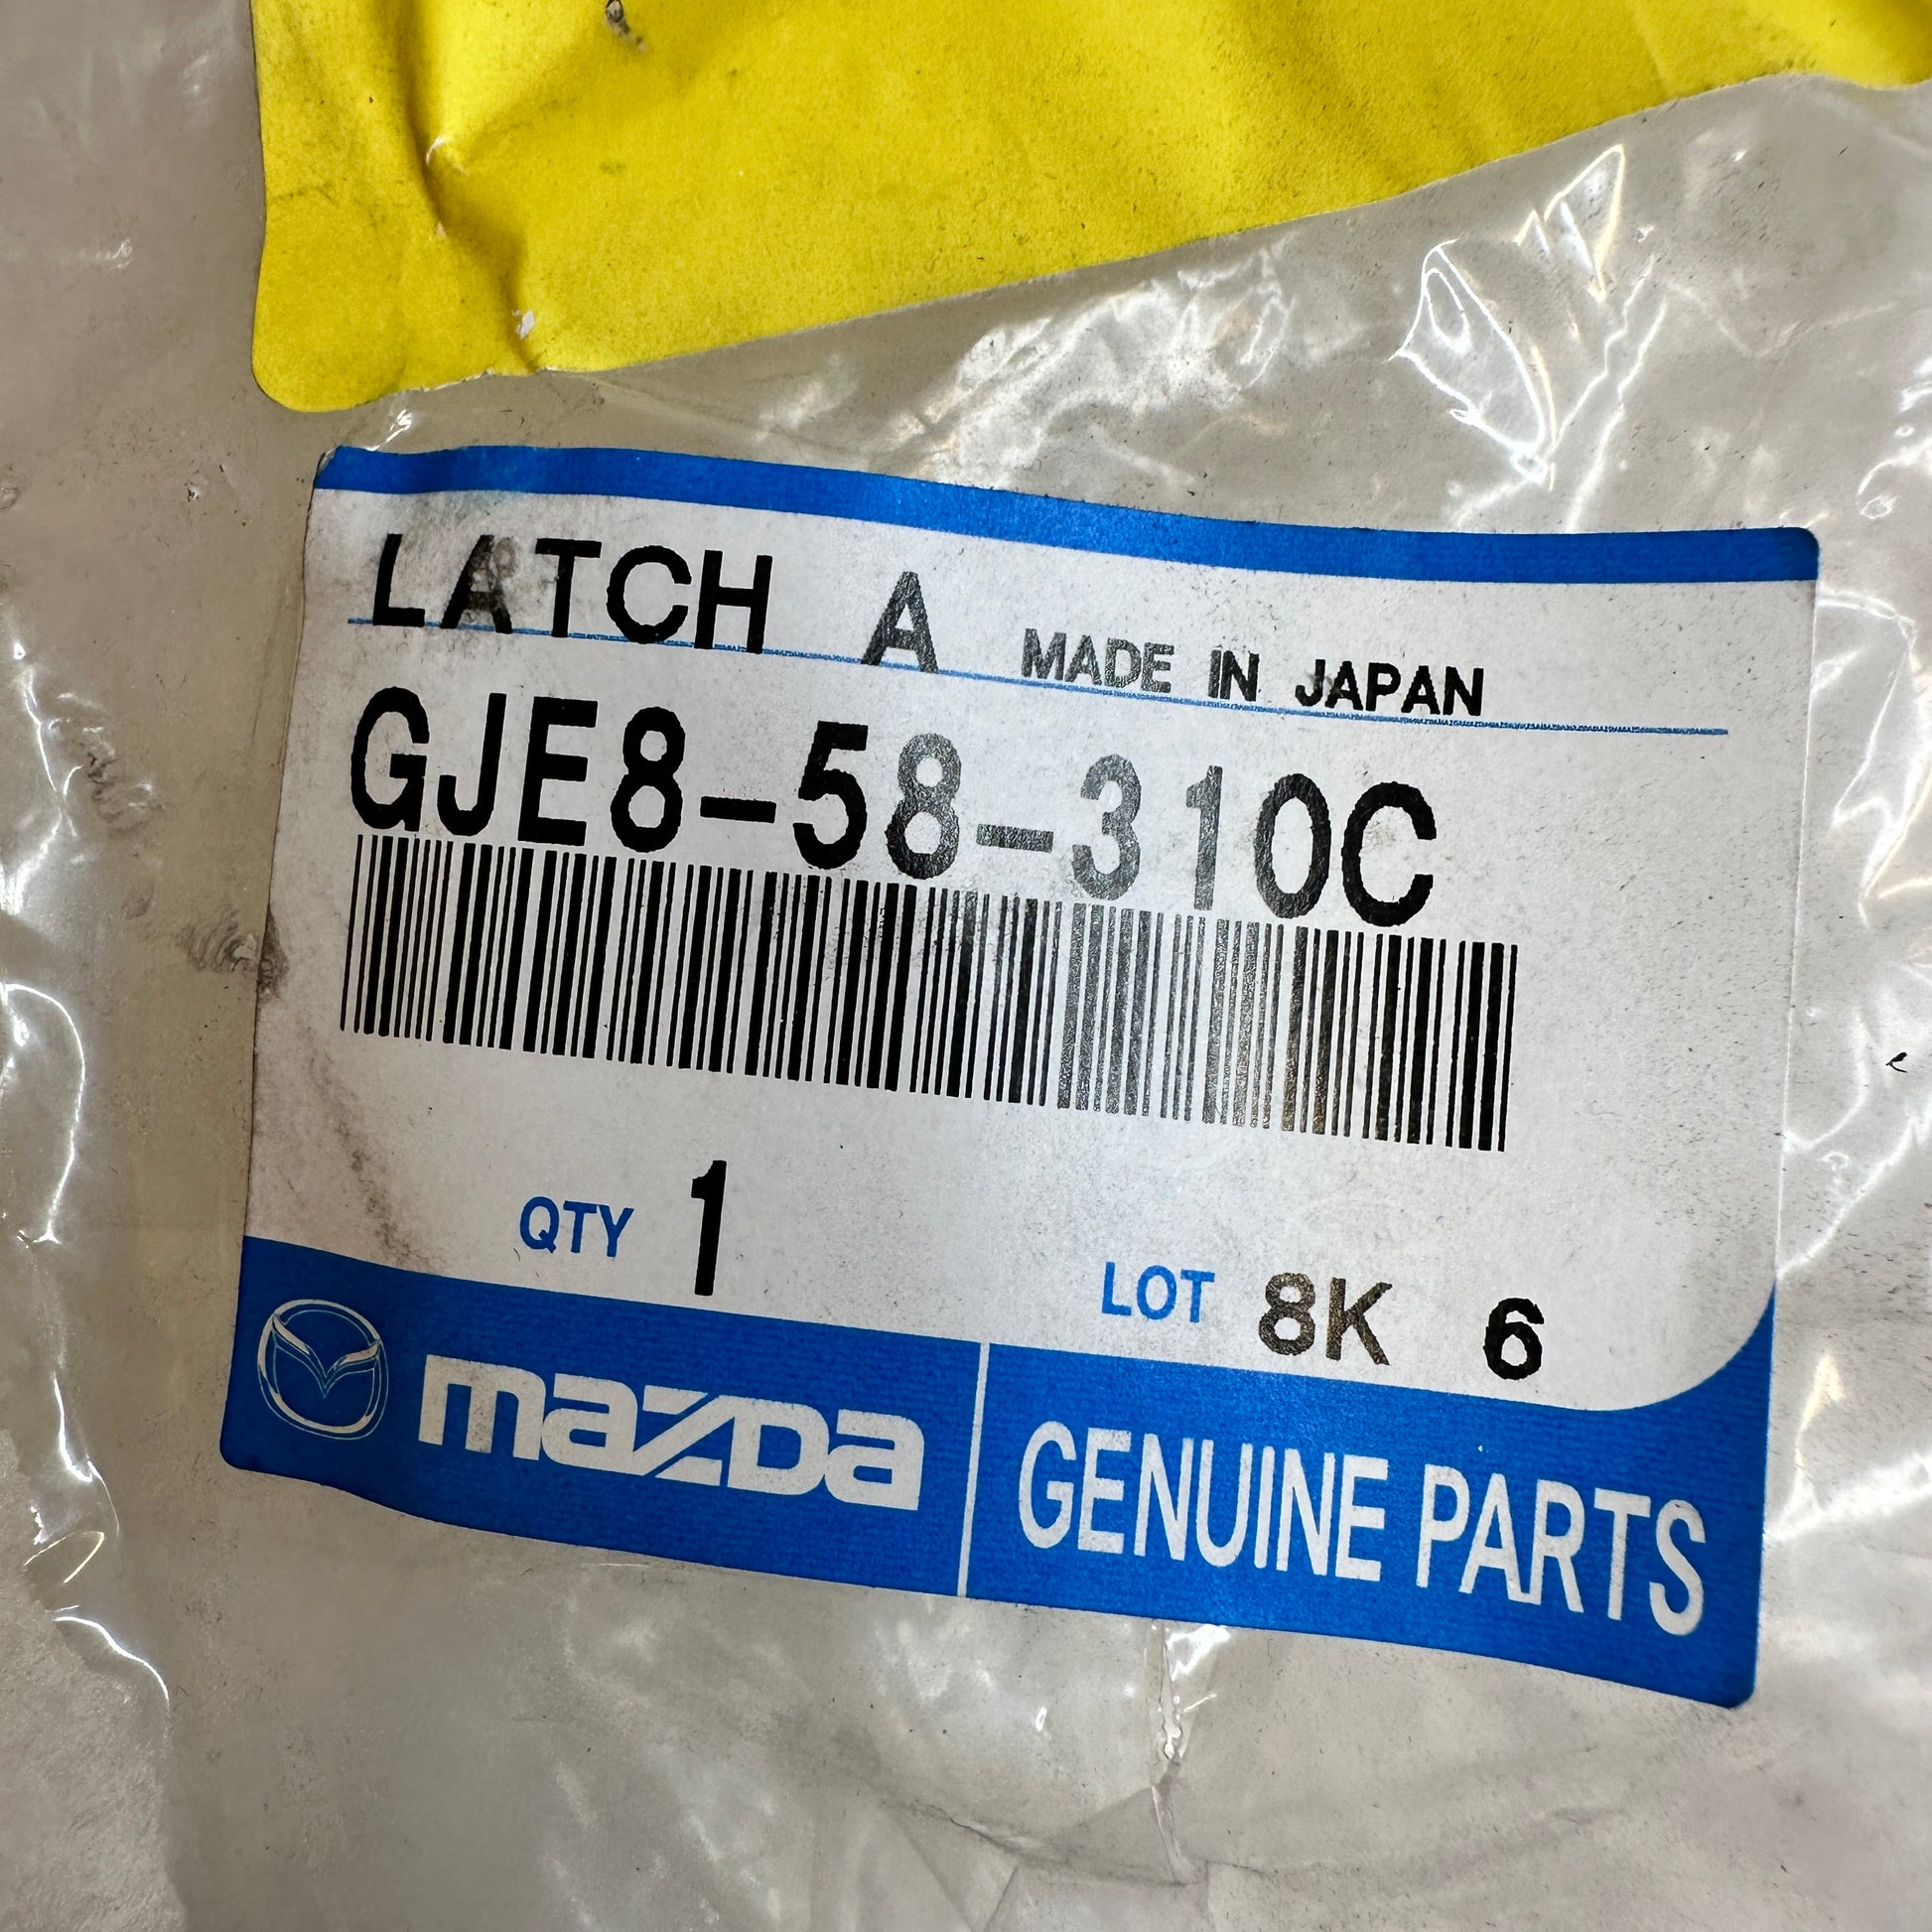 LATCH A MADE IN JAPAN
GJE8-58-310C
QTY 1
LOT 8K 6
mazda GENUINE PARTS